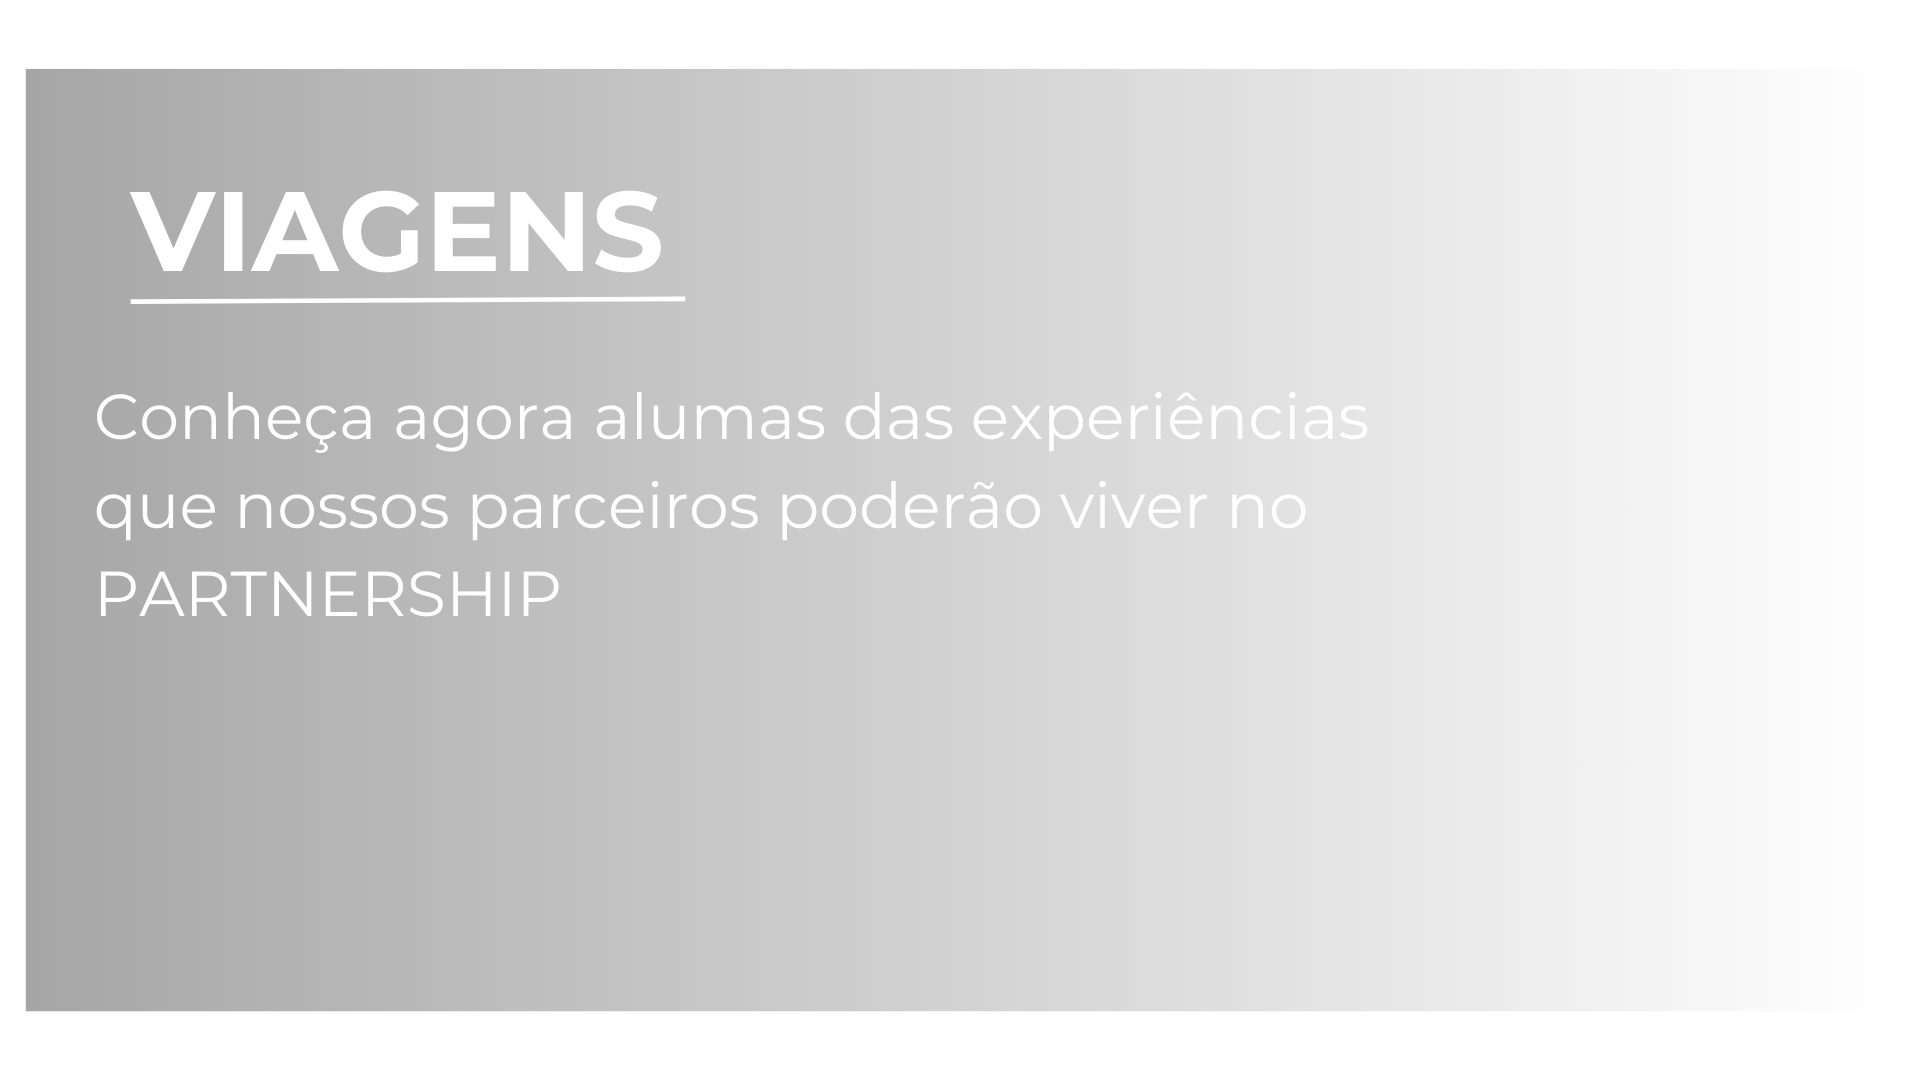 VIAGENS
Conheça agora alumas das experiências
que nossos parceiros poderão viver no
PARTNERSHIP